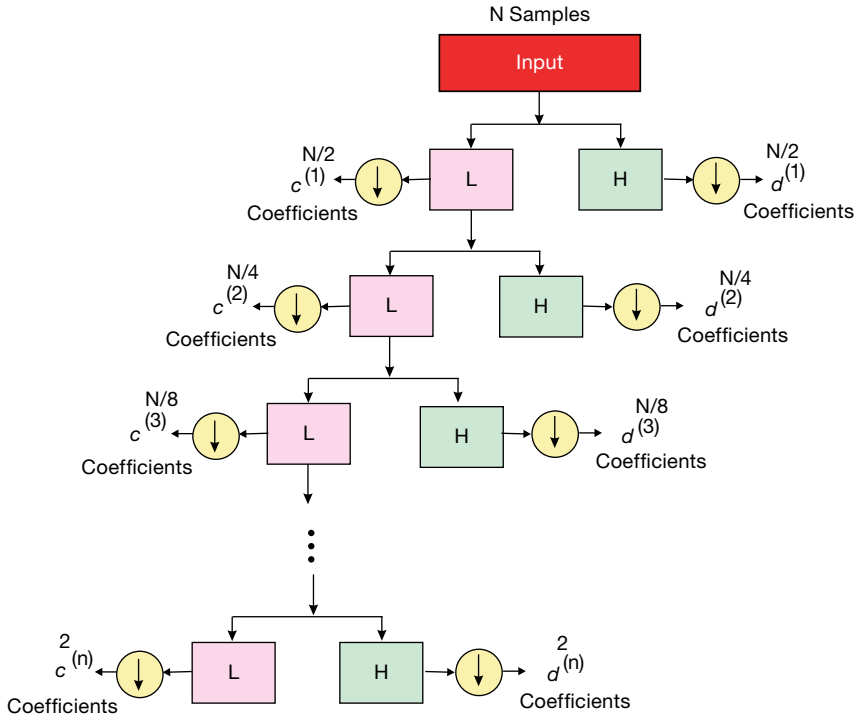 N Samples
Input
N/2
c(1)
Coefficients
L
H
N/2
d(1)
Coefficients
N/4
c(2)
Coefficients
L
H
N/4
d(2)
Coefficients
N/8
c(3)
Coefficients
L
H
N/8
d(3)
Coefficients
2
c(n)
Coefficients
L
H
2
d(n)
Coefficients